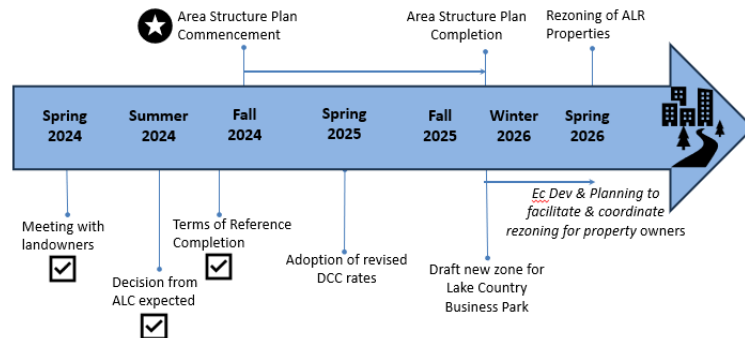 Area Structure Plan
Commencement
Area Structure Plan
Completion
Rezoning of ALR
Properties
Spring
2024
Summer
2024
Fall
2024
Spring
2025
Fall
2025
Winter
2026
Spring
2026
Meeting with
landowners
Decision from
ALC expected
Terms of Reference
Completion
Adoption of revised
DCC rates
Draft new zone for
Lake Country
Business Park
Ec Dev & Planning to
facilitate & coordinate
rezoning for property owners